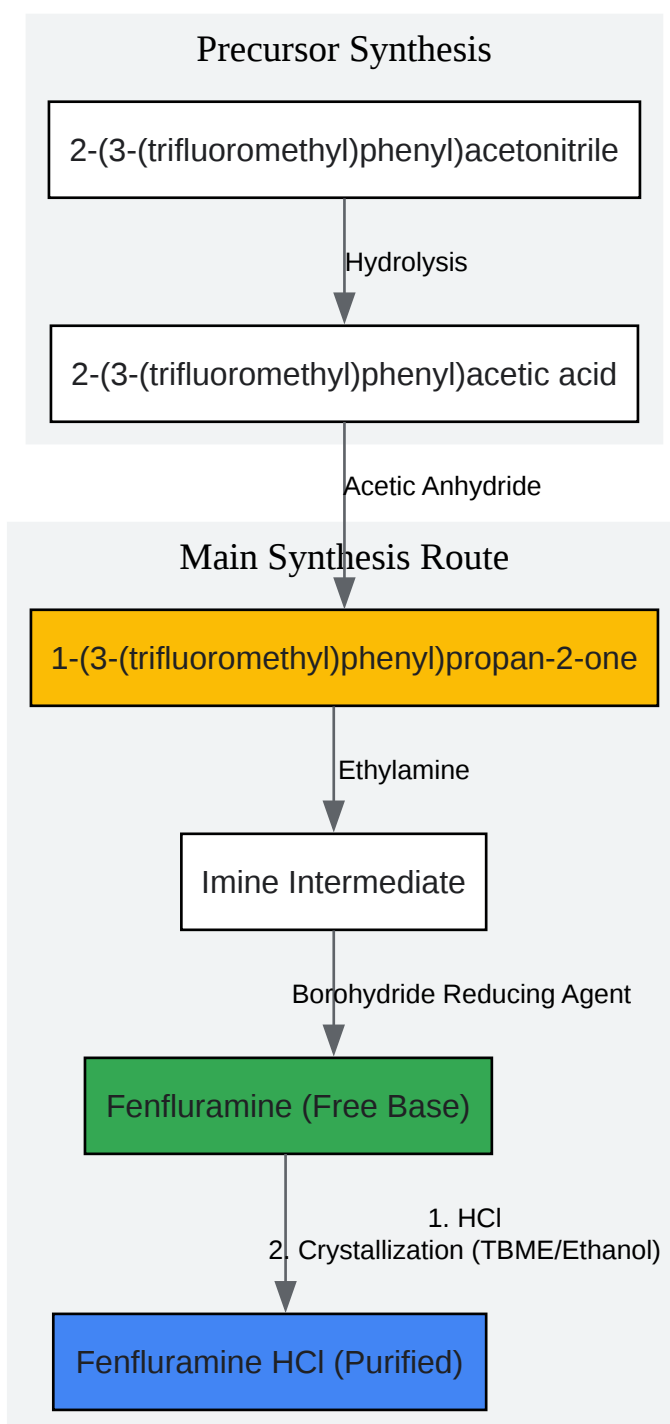 Precursor Synthesis
2-(3-(trifluoromethyl)phenyl)acetonitrile
Hydrolysis
2-(3-(trifluoromethyl)phenyl)acetic acid
Acetic Anhydride
Main Synthesis Route
1-(3-(trifluoromethyl)phenyl)propan-2-one
Ethylamine
Imine Intermediate
Borohydride Reducing Agent
Fenfluramine (Free Base)
1. HCl
2. Crystallization (TBME/Ethanol)
Fenfluramine HCl (Purified)